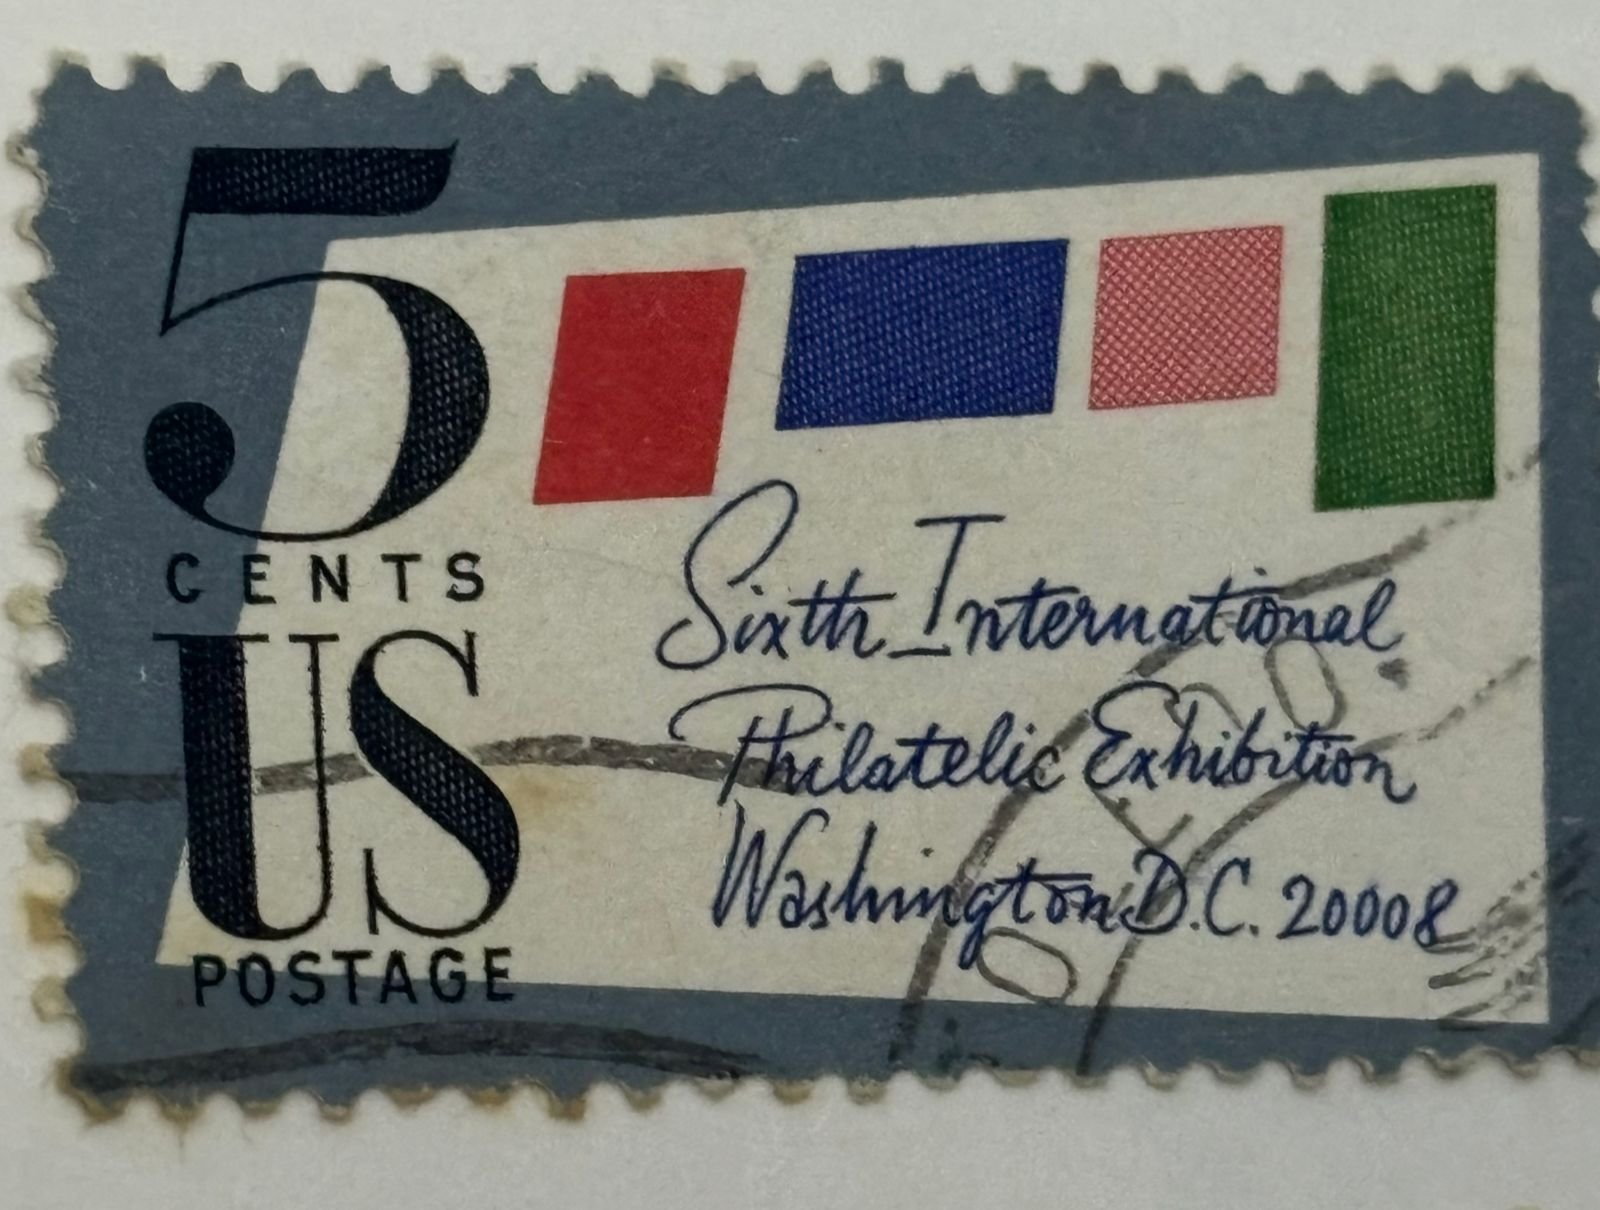 5
CENTS
US
POSTAGE
Sixth International
Philatelic Exhibition
Washington D.C. 20008